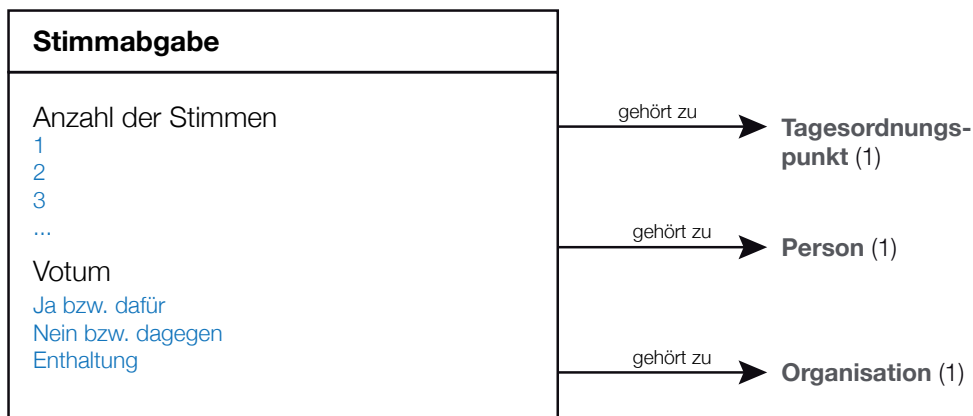 Stimmabgabe
Anzahl der Stimmen
1
2
3
...
Votum
Ja bzw. dafür
Nein bzw. dagegen
Enthaltung
gehört zu
Tagesordnungs-
punkt (1)
gehört zu
Person (1)
gehört zu
Organisation (1)